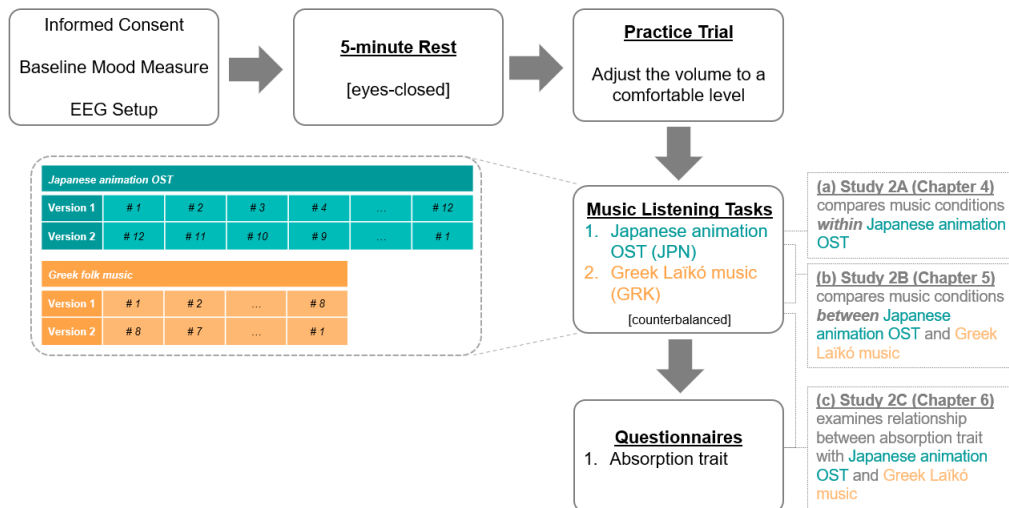 Informed Consent
Baseline Mood Measure
EEG Setup
5-minute Rest
[eyes-closed]
Practice Trial
Adjust the volume to a
comfortable level
Japanese animation OST
Version 1 # 1 # 2 # 3 # 4 ... # 12
Version 2 # 12 # 11 # 10 # 9 ... # 1
Greek folk music
Version 1 # 1 # 2 ... # 8
Version 2 # 8 # 7 ... # 1
Music Listening Tasks
1. Japanese animation
OST (JPN)
2. Greek Laïkó music
(GRK)
[counterbalanced]
Questionnaires
1. Absorption trait
(a) Study 2A (Chapter 4)
compares music conditions
within Japanese animation
OST
(b) Study 2B (Chapter 5)
compares music conditions
between Japanese
animation OST and Greek
Laïkó music
(c) Study 2C (Chapter 6)
examines relationship
between absorption trait
with Japanese animation
OST and Greek Laïkó
music